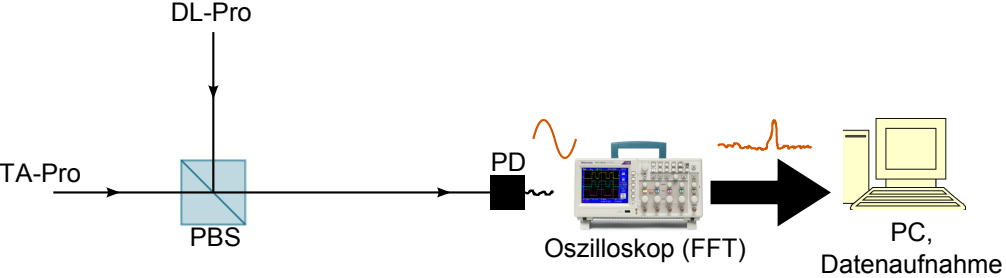 DL-Pro
TA-Pro
PBS
PD
Oszilloskop (FFT)
PC,
Datenaufnahme